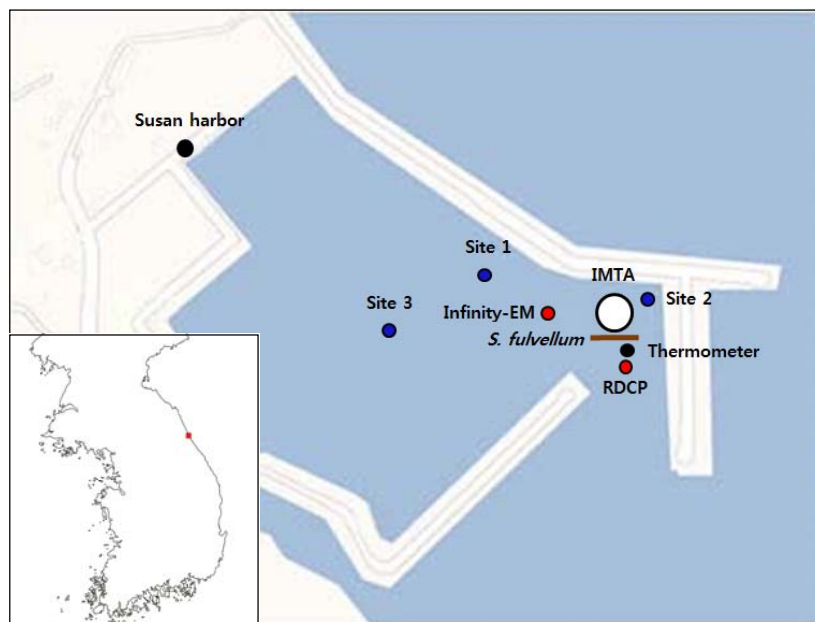 Susan harbor
Site 1
IMTA
Site 2
Site 3
Infinity-EM
S. fulvellum
Thermometer
RDCP